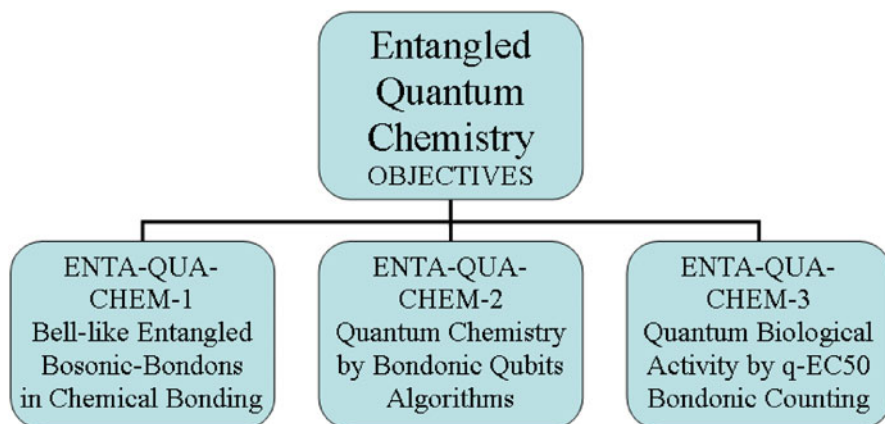 Entangled
Quantum
Chemistry
OBJECTIVES
ENTA-QUA-
CHEM-1
Bell-like Entangled
Bosonic-Bondons
in Chemical Bonding
ENTA-QUA-
CHEM-2
Quantum Chemistry
by Bondonic Qubits
Algorithms
ENTA-QUA-
CHEM-3
Quantum Biological
Activity by q-EC50
Bondonic Counting